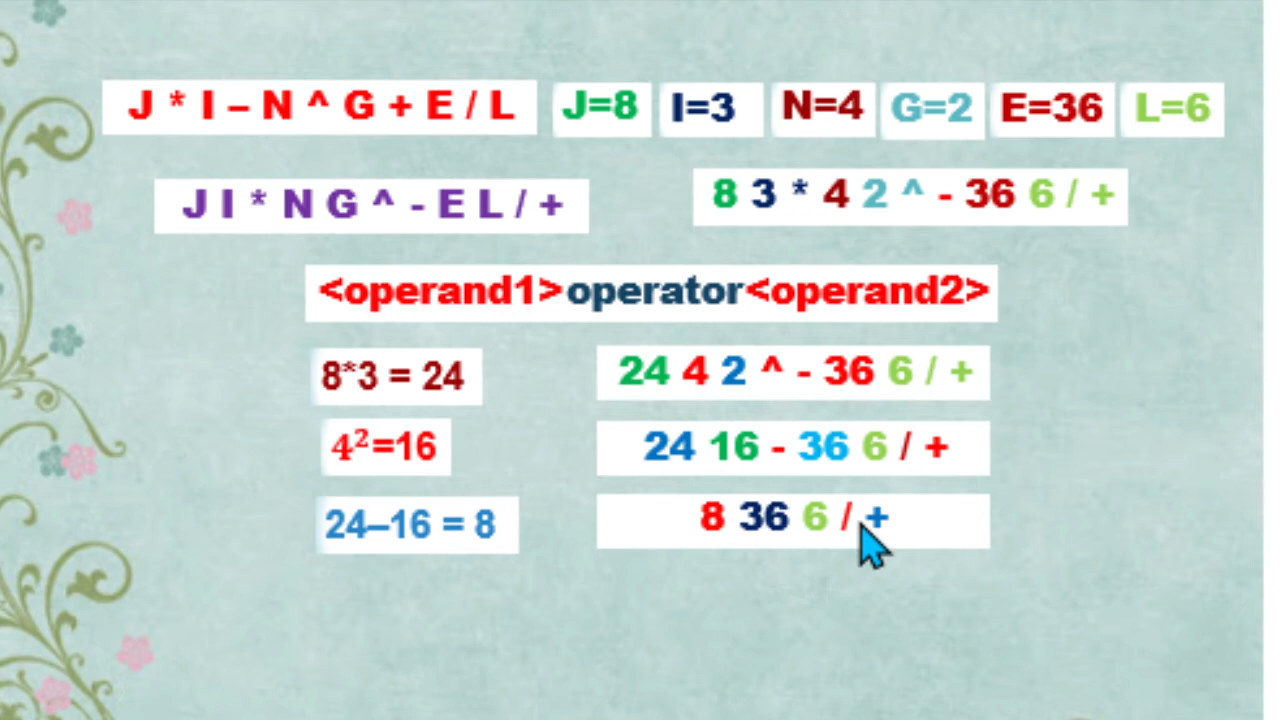 J * I – N ^ G + E / L J=8 I=3 N=4 G=2 E=36 L=6
J I * N G ^ - E L / + 8 3 * 4 2 ^ - 36 6 / +
<operand1>operator<operand2>
8*3 = 24 24 4 2 ^ - 36 6 / +
4²=16 24 16 - 36 6 / +
24–16 = 8 8 36 6 / +